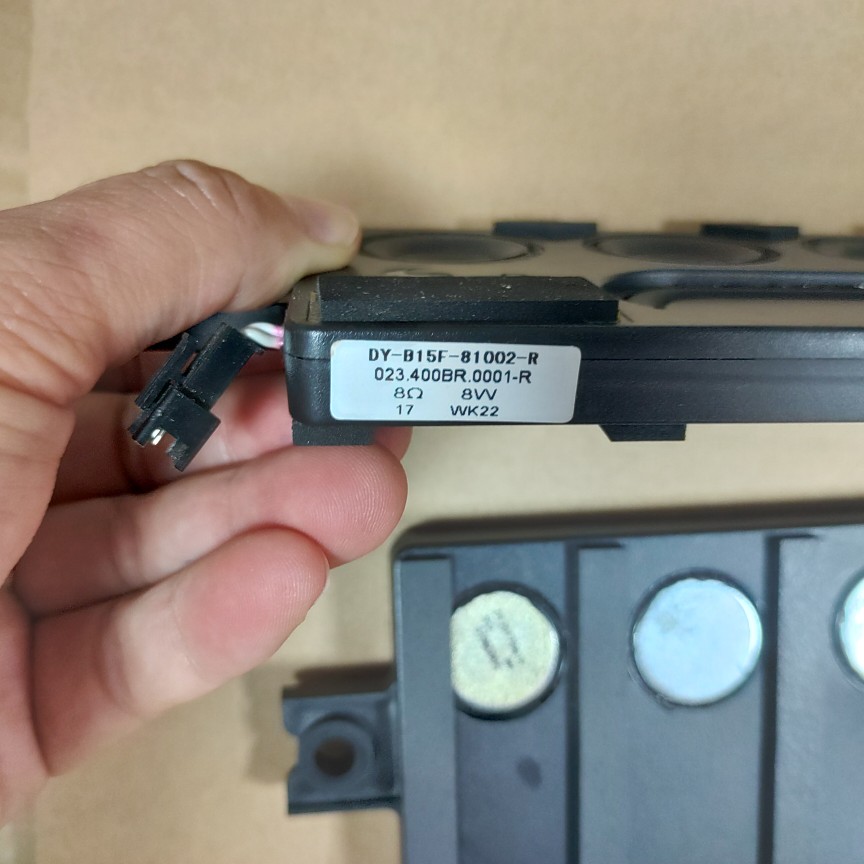 DY-B15F-81002-R
023.400BR.0001-R
8Ω 8W
17 WK22